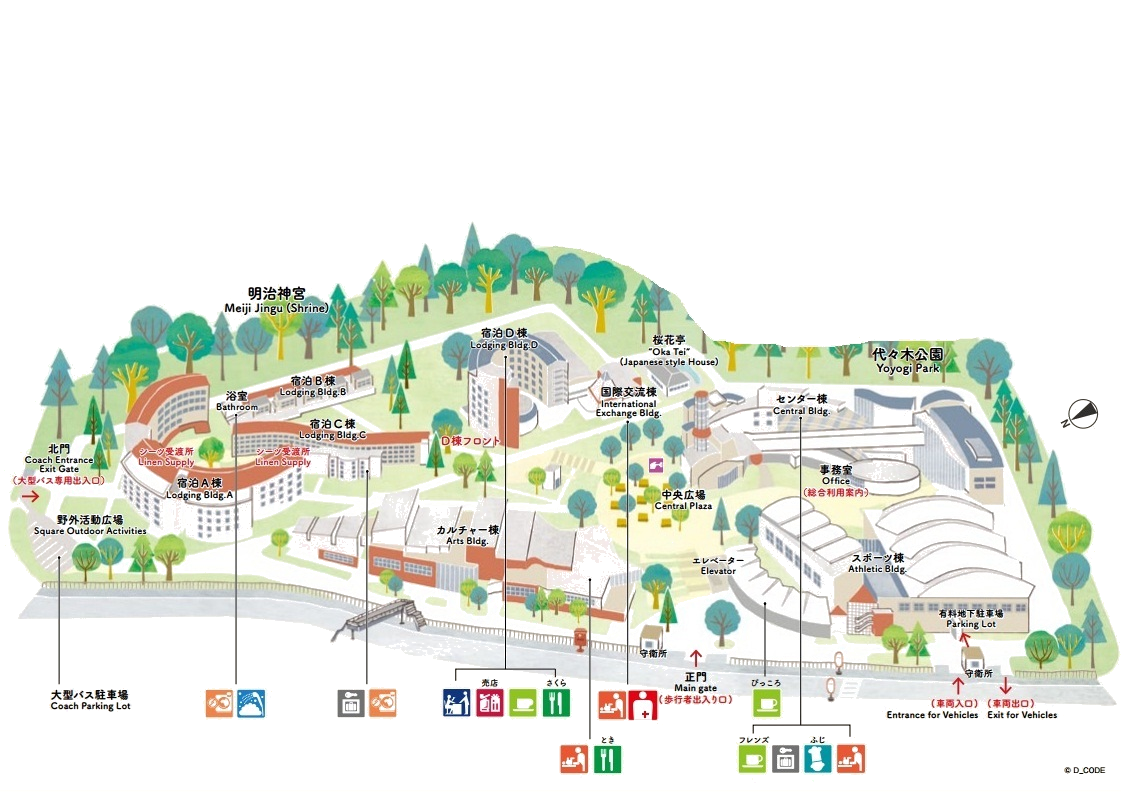 明治神宮
Meiji Jingu (Shrine)
宿泊D棟
Lodging Bldg.D
桜花亭
"Oka Tei"
(Japanese style House)
代々木公園
Yoyogi Park
宿泊B棟
Lodging Bldg.B
浴室
Bathroom
国際交流棟
International
Exchange Bldg.
センター棟
Central Bldg.
N
宿泊C棟
Lodging Bldg.C
D棟フロント
北門
Coach Entrance
Exit Gate
(大型バス専用出入口)
シーツ受渡所
Linen Supply
シーツ受渡所
Linen Supply
宿泊A棟
Lodging Bldg.A
事務室
Office
(総合利用案内)
中央広場
Central Plaza
野外活動広場
Square Outdoor Activities
カルチャー棟
Arts Bldg.
エレベーター
Elevator
スポーツ棟
Athletic Bldg.
有料地下駐車場
Parking Lot
守衛所
守衛所
大型バス駐車場
Coach Parking Lot
売店
さくら
正門
Main gate
(歩行者出入り口)
ぴっころ
(車両入口)
Entrance for Vehicles
(車両出口)
Exit for Vehicles
とき
フレンズ
ふじ
© D_CODE